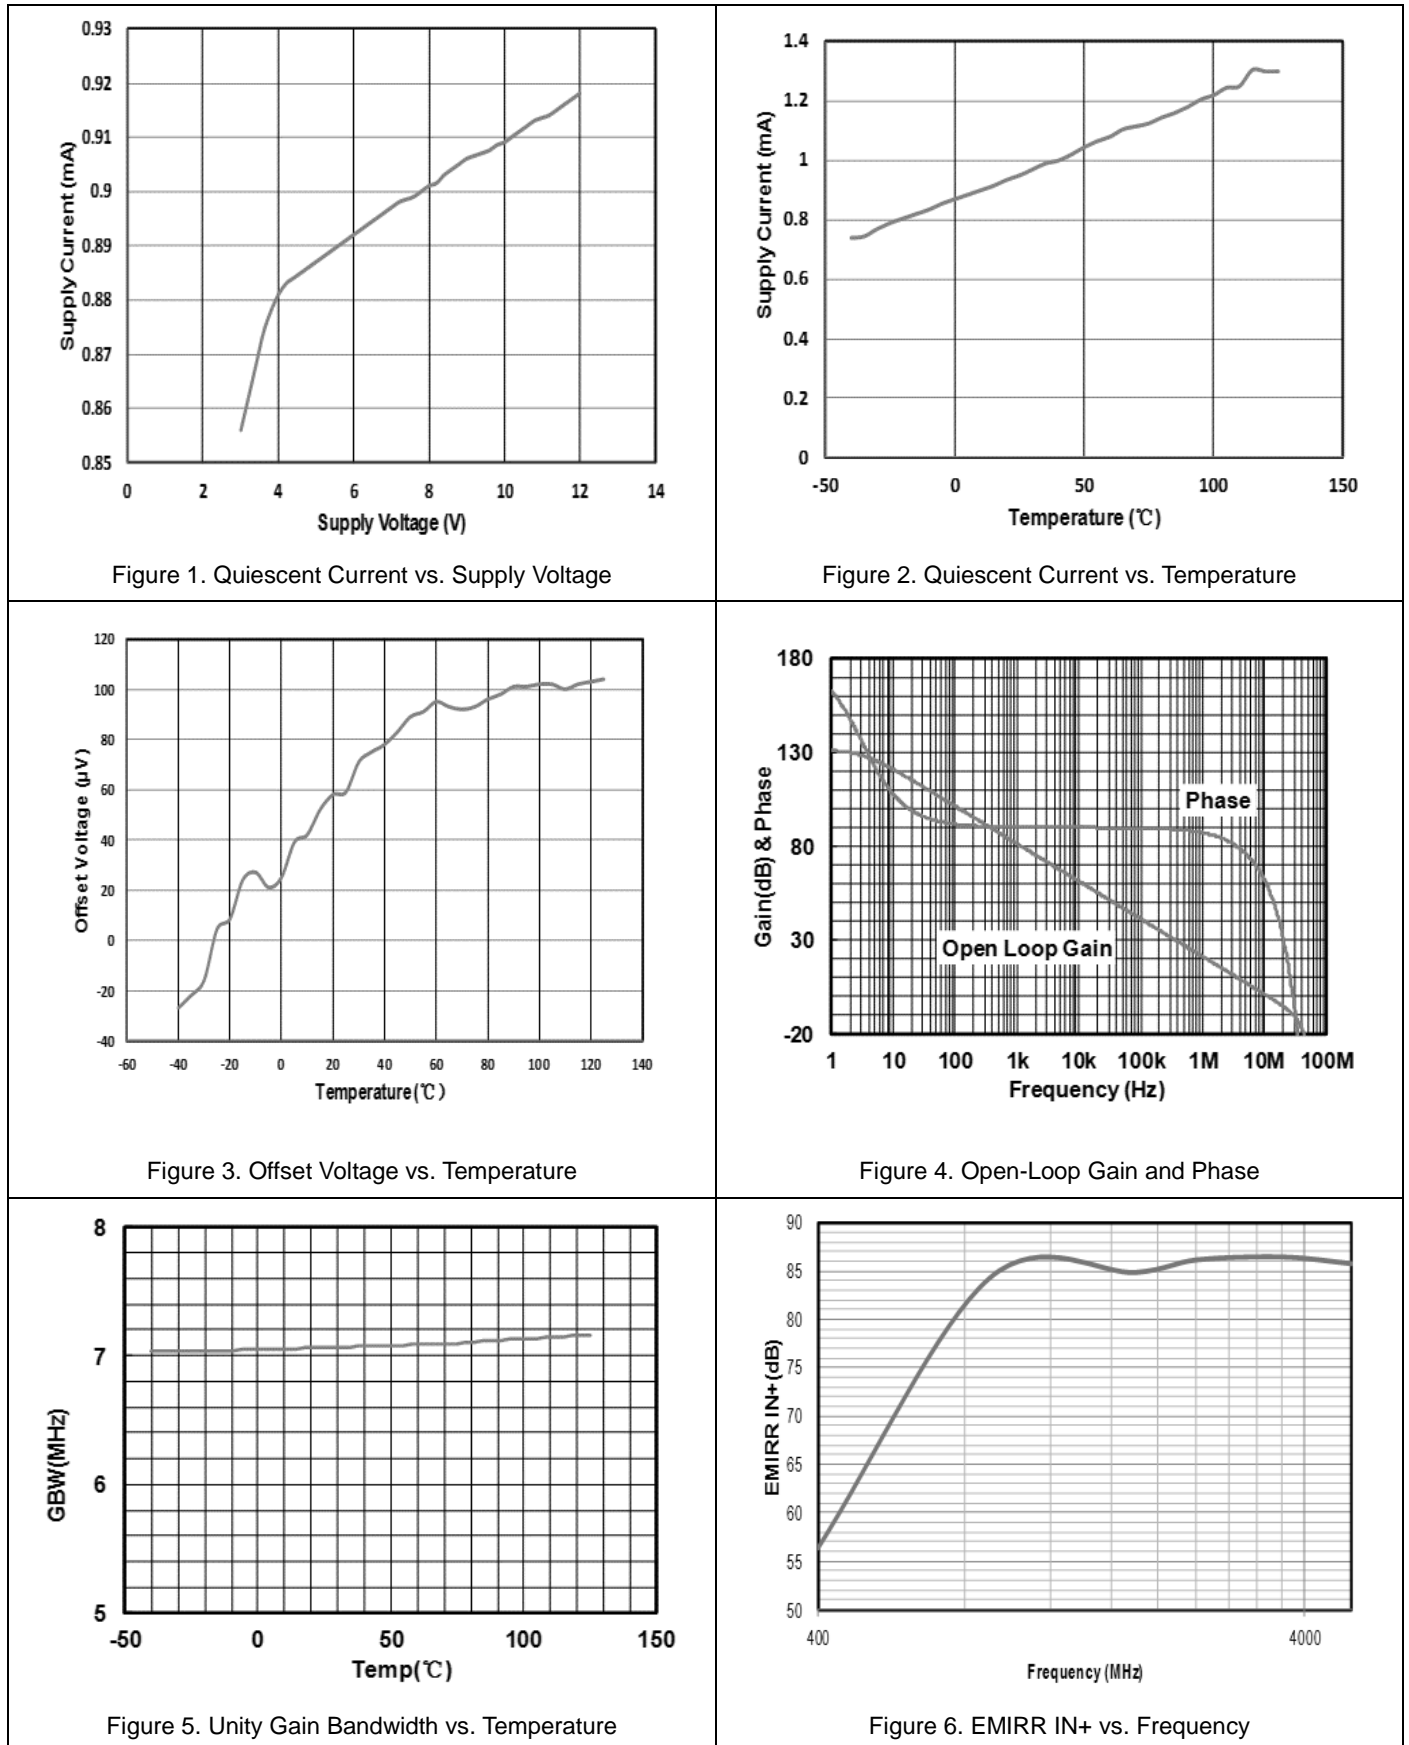 0.93
0.92
0.91
0.9
0.89
0.88
0.87
0.86
0.85
Supply Current (mA)
0 2 4 6 8 10 12 14
Supply Voltage (V)
Figure 1. Quiescent Current vs. Supply Voltage
1.4
1.2
1
0.8
0.6
0.4
0.2
0
Supply Current (mA)
-50 0 50 100 150
Temperature (℃)
Figure 2. Quiescent Current vs. Temperature
120
100
80
60
40
20
0
-20
-40
Offset Voltage (μV)
-60 -40 -20 0 20 40 60 80 100 120 140
Temperature(℃)
Figure 3. Offset Voltage vs. Temperature
180
130
80
30
-20
Gain(dB) & Phase
Phase
Open Loop Gain
1 10 100 1k 10k 100k 1M 10M 100M
Frequency (Hz)
Figure 4. Open-Loop Gain and Phase
8
7
6
5
GBW(MHz)
-50 0 50 100 150
Temp(℃)
Figure 5. Unity Gain Bandwidth vs. Temperature
90
85
80
75
70
65
60
55
50
EMIRR IN+(dB)
400 4000
Frequency (MHz)
Figure 6. EMIRR IN+ vs. Frequency